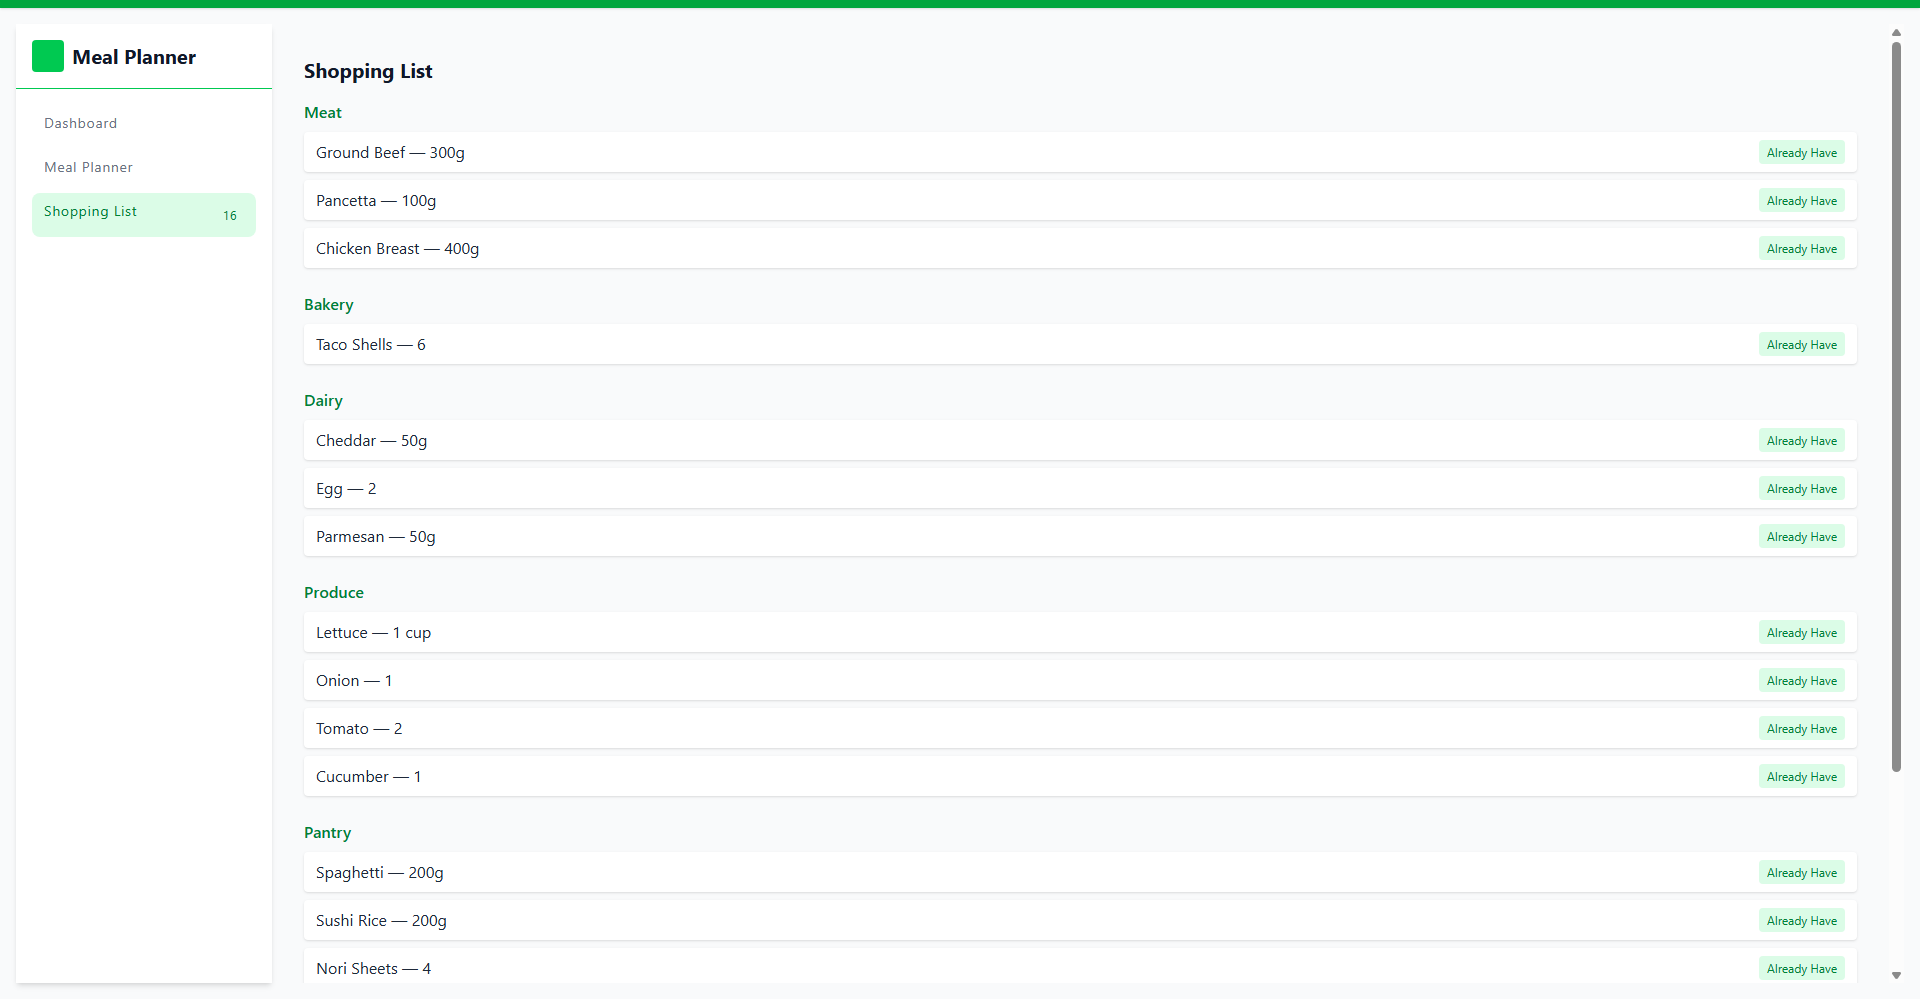 Meal Planner
Dashboard
Meal Planner
Shopping List 16
Shopping List
Meat
Ground Beef — 300g Already Have
Pancetta — 100g Already Have
Chicken Breast — 400g Already Have
Bakery
Taco Shells — 6 Already Have
Dairy
Cheddar — 50g Already Have
Egg — 2 Already Have
Parmesan — 50g Already Have
Produce
Lettuce — 1 cup Already Have
Onion — 1 Already Have
Tomato — 2 Already Have
Cucumber — 1 Already Have
Pantry
Spaghetti — 200g Already Have
Sushi Rice — 200g Already Have
Nori Sheets — 4 Already Have